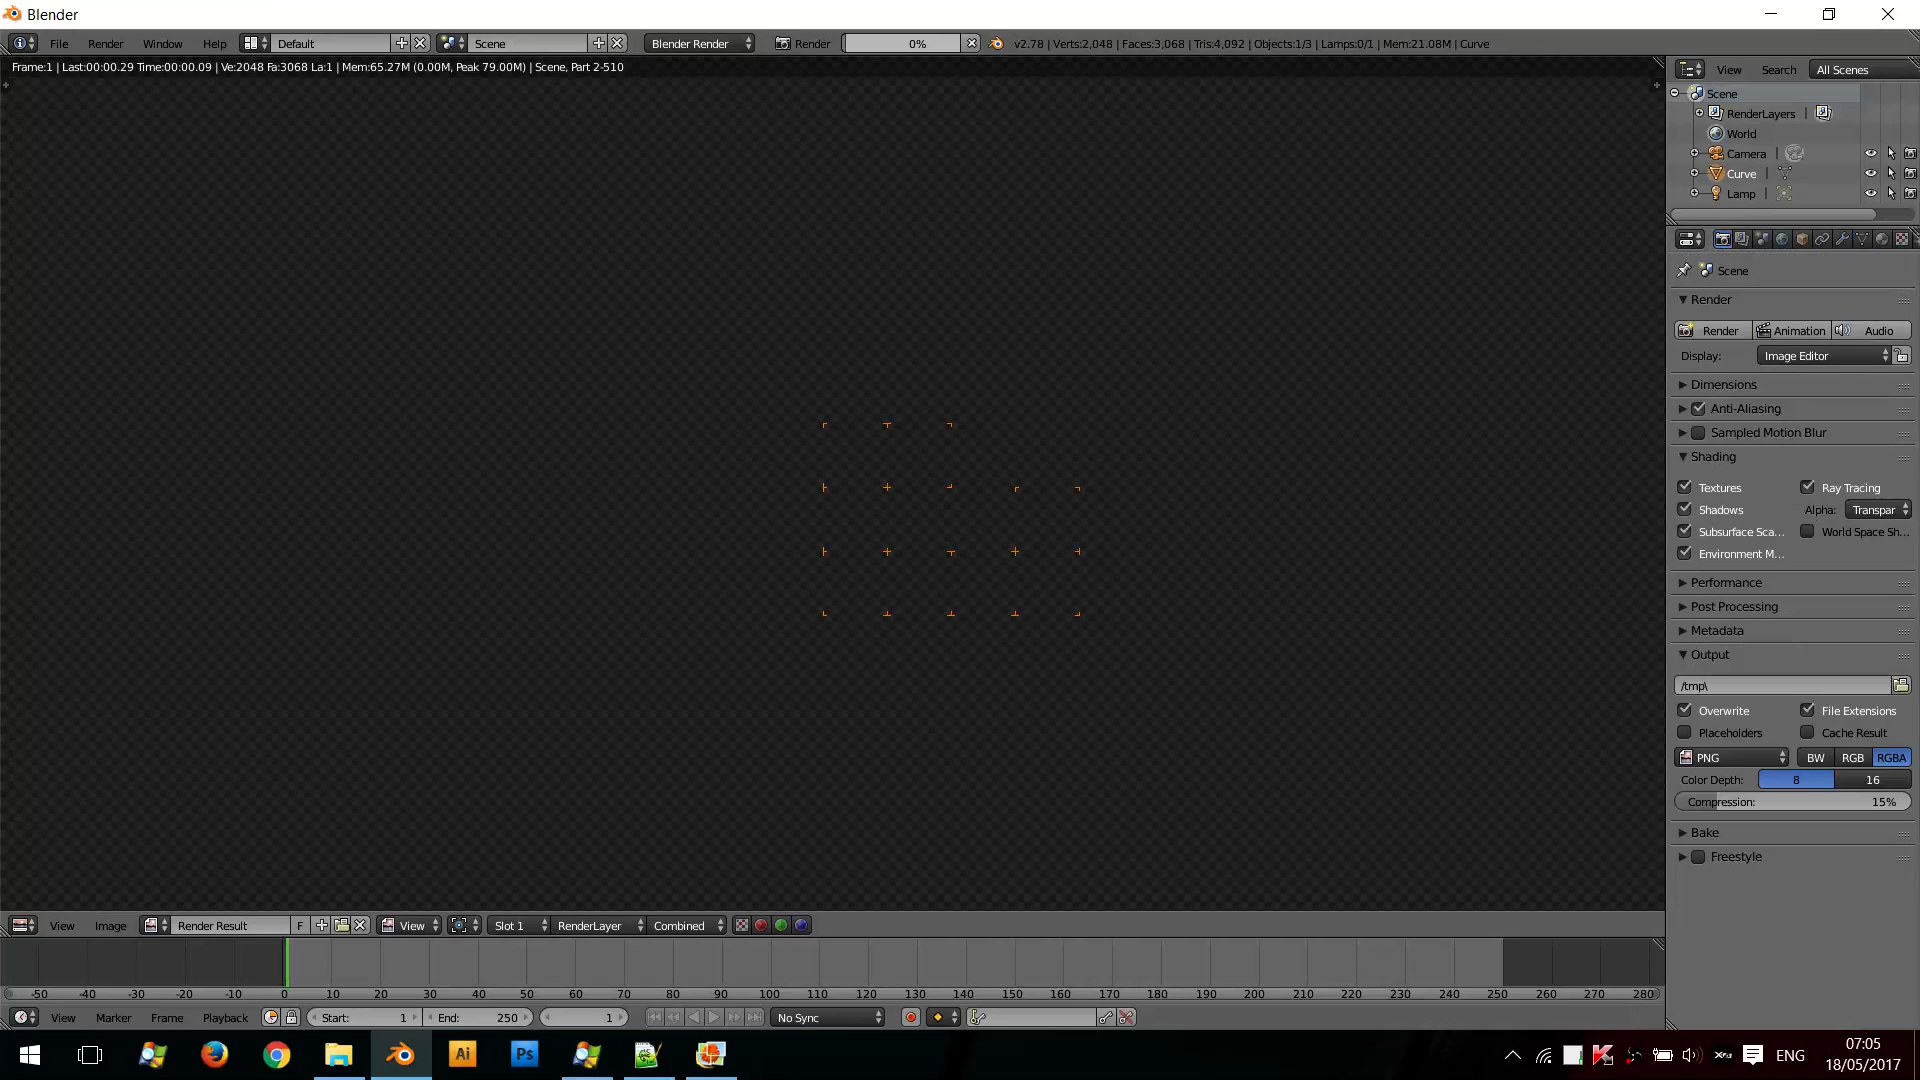 Blender
File Render Window Help Default Scene Blender Render Render 0% v2.78 | Verts:2,048 | Faces:3,068 | Tris:4,092 | Objects:1/3 | Lamps:0/1 | Mem:21.08M | Curve
Frame:1 | Last:00:00.29 Time:00:00.09 | Ve:2048 Fa:3068 La:1 | Mem:65.27M (0.00M, Peak 79.00M) | Scene, Part 2-510
View Search All Scenes
Scene
RenderLayers |
World
Camera |
Curve |
Lamp |
Scene
Render
Render Animation Audio
Display: Image Editor
Dimensions
Anti-Aliasing
Sampled Motion Blur
Shading
Textures Ray Tracing
Shadows Alpha: Transpar
Subsurface Sca... World Space Sh...
Environment M...
Performance
Post Processing
Metadata
Output
/tmp\
Overwrite File Extensions
Placeholders Cache Result
PNG BW RGB RGBA
Color Depth: 8 16
Compression: 15%
Bake
Freestyle
View Image Render Result F View Slot 1 RenderLayer Combined
-50 -40 -30 -20 -10 0 10 20 30 40 50 60 70 80 90 100 110 120 130 140 150 160 170 180 190 200 210 220 230 240 250 260 270 280
View Marker Frame Playback Start: 1 End: 250 1 No Sync
Ai Ps ENG 07:05
18/05/2017